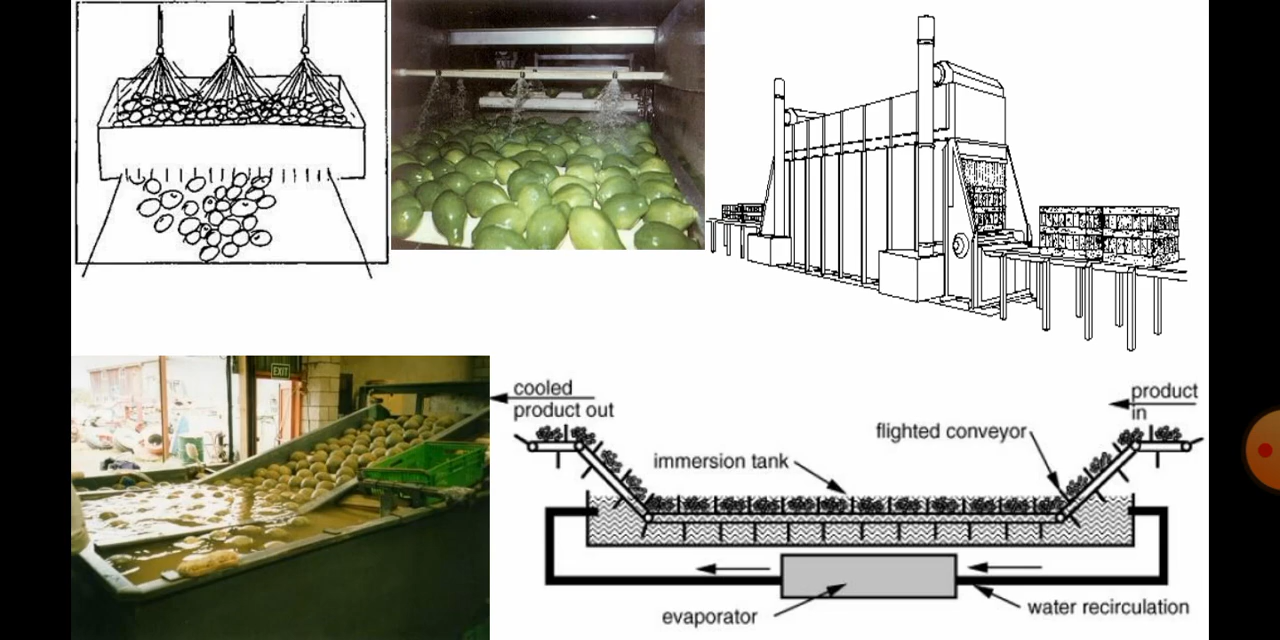 EXIT
cooled
product out
product
in
flighted conveyor
immersion tank
evaporator
water recirculation